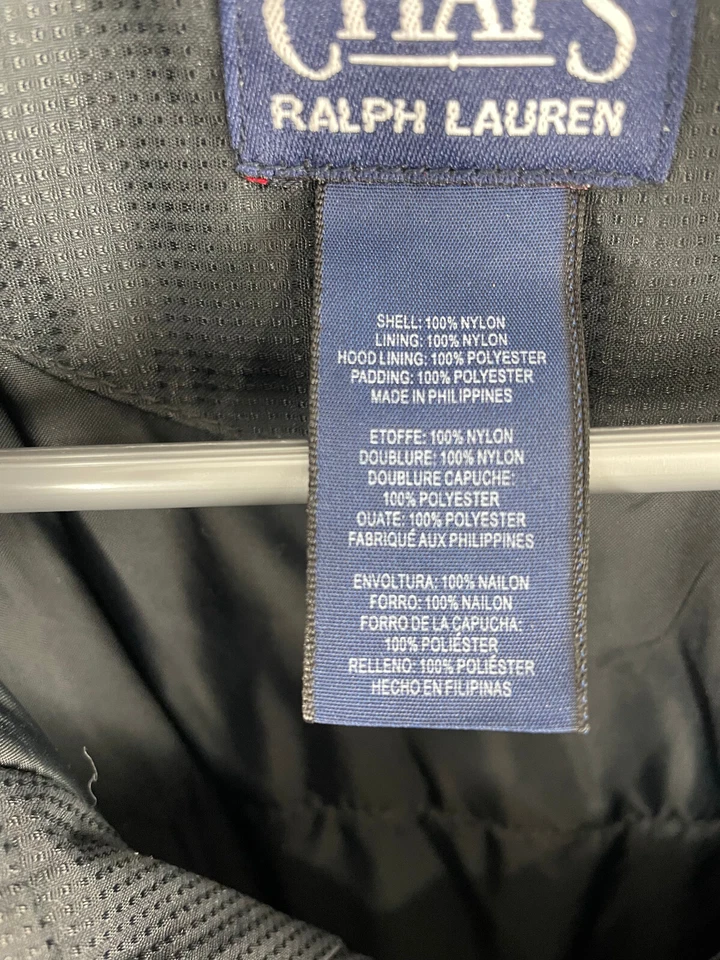 CHAPS
RALPH LAUREN
SHELL: 100% NYLON
LINING: 100% NYLON
HOOD LINING: 100% POLYESTER
PADDING: 100% POLYESTER
MADE IN PHILIPPINES
ETOFFE: 100% NYLON
DOUBLURE: 100% NYLON
DOUBLURE CAPUCHE:
100% POLYESTER
OUATE: 100% POLYESTER
FABRIQUÉ AUX PHILIPPINES
ENVOLTURA: 100% NAILON
FORRO: 100% NAILON
FORRO DE LA CAPUCHA:
100% POLIÉSTER
RELLENO: 100% POLIÉSTER
HECHO EN FILIPINAS